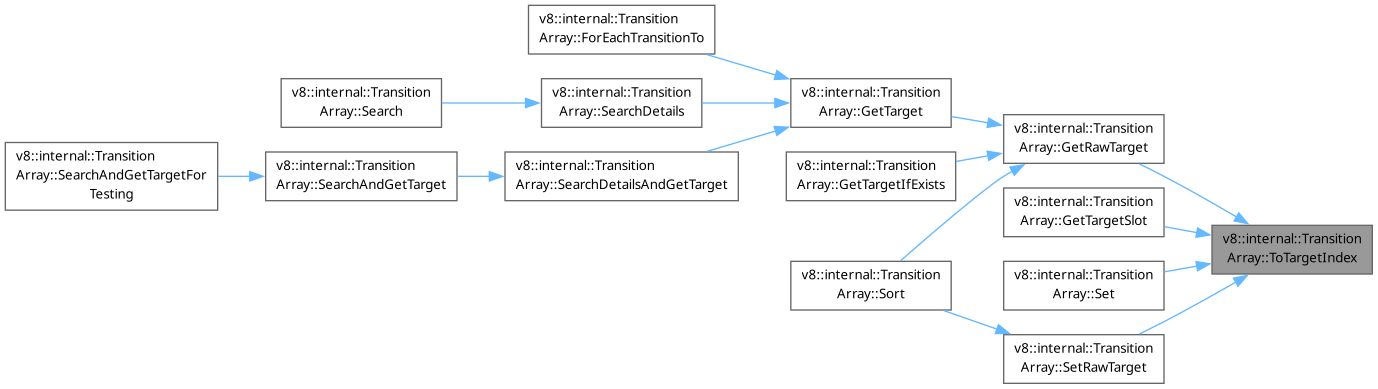 v8::internal::Transition
Array::ForEachTransitionTo
v8::internal::Transition
Array::Search
v8::internal::Transition
Array::SearchDetails
v8::internal::Transition
Array::GetTarget
v8::internal::Transition
Array::GetRawTarget
v8::internal::Transition
Array::SearchAndGetTargetFor
Testing
v8::internal::Transition
Array::SearchAndGetTarget
v8::internal::Transition
Array::SearchDetailsAndGetTarget
v8::internal::Transition
Array::GetTargetIfExists
v8::internal::Transition
Array::GetTargetSlot
v8::internal::Transition
Array::ToTargetIndex
v8::internal::Transition
Array::Sort
v8::internal::Transition
Array::Set
v8::internal::Transition
Array::SetRawTarget